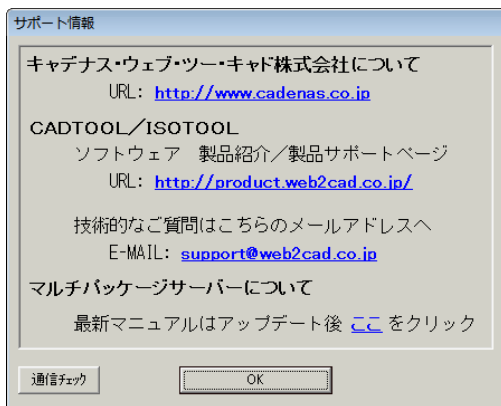 サポート情報
キャデナス・ウェブ・ツー・キャド株式会社について
URL: http://www.cadenas.co.jp
CADTOOL／ISOTOOL
ソフトウェア　製品紹介／製品サポートページ
URL: http://product.web2cad.co.jp/
技術的なご質問はこちらのメールアドレスへ
E-MAIL: support@web2cad.co.jp
マルチパッケージサーバーについて
最新マニュアルはアップデート後 ここ をクリック
通信チェック OK